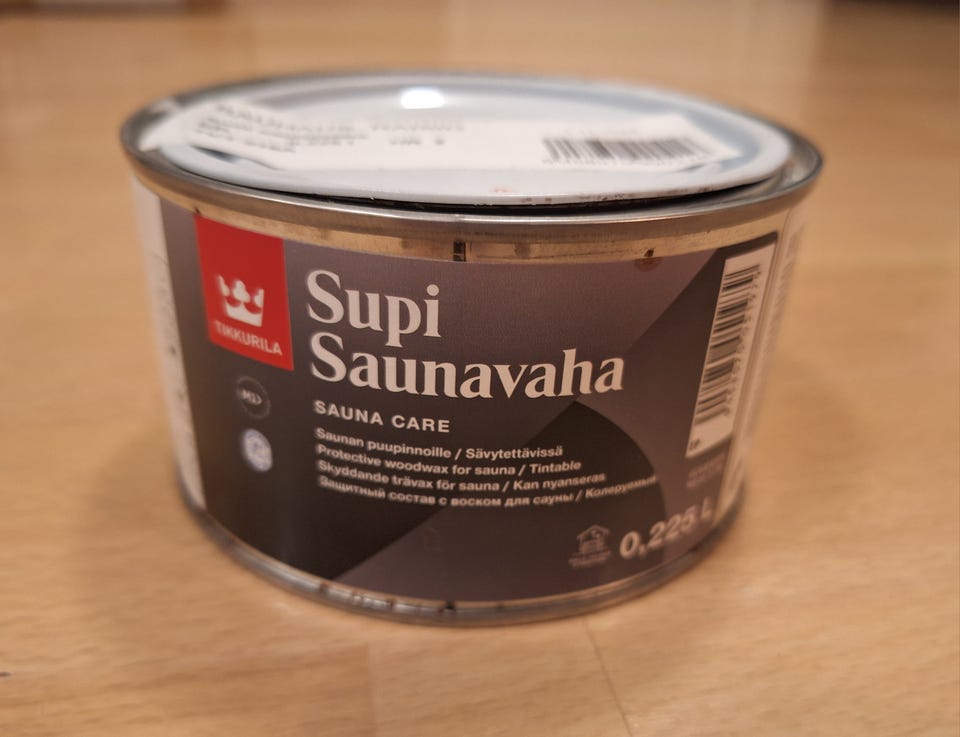 TIKKURILA
Supi
Saunavaha
SAUNA CARE
Saunan puupinnoille / Sävytettävissä
Protective woodwax for sauna / Tintable
Skyddande trävax för sauna / Kan nyanseras
Защитный состав с воском для сауны / Колеруемый
M1
0,225 L